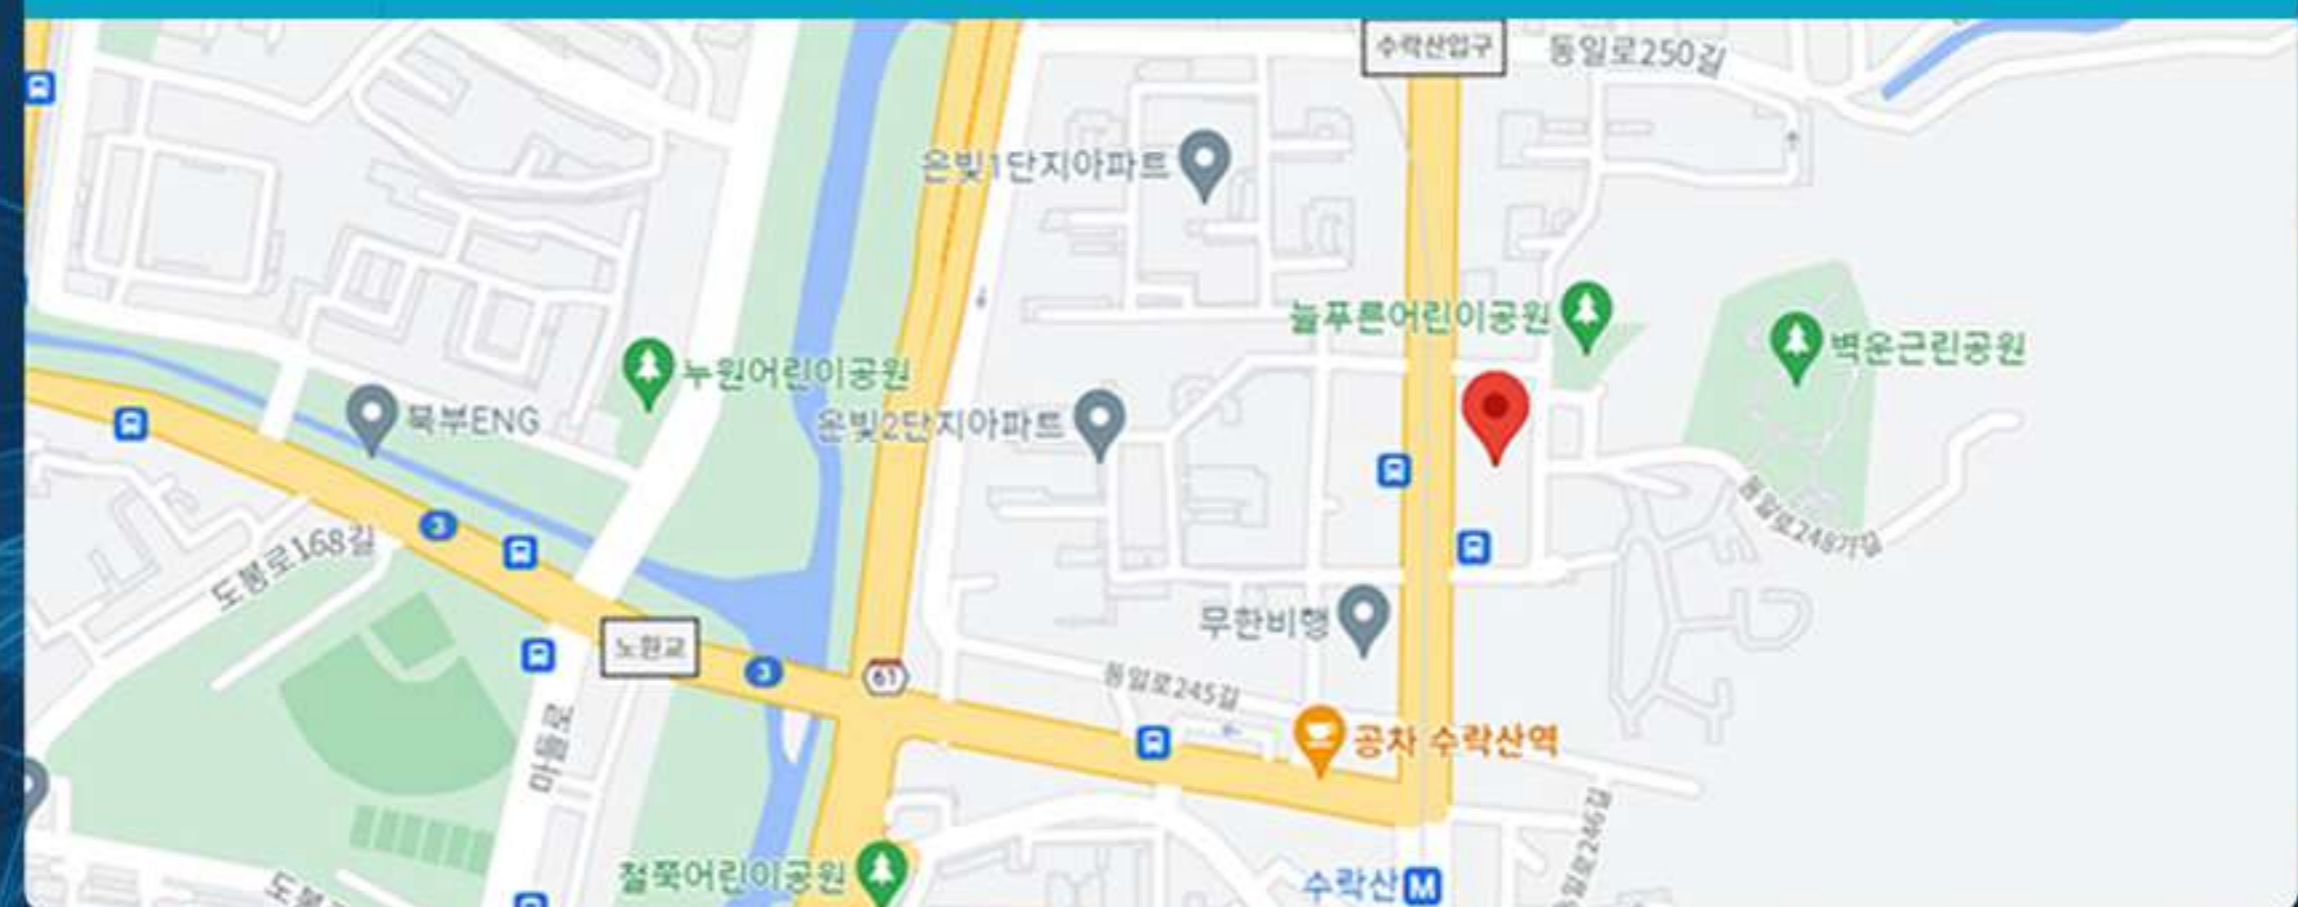 수락산입구
동일로250길
은빛1단지아파트
늘푸른어린이공원
벽운근린공원
누원어린이공원
북부ENG
은빛2단지아파트
동일로248가길
3
도봉로168길
무한비행
노원교
3
61
동일로245길
마들로
공차 수락산역
동일로246길
철쭉어린이공원
수락산 M